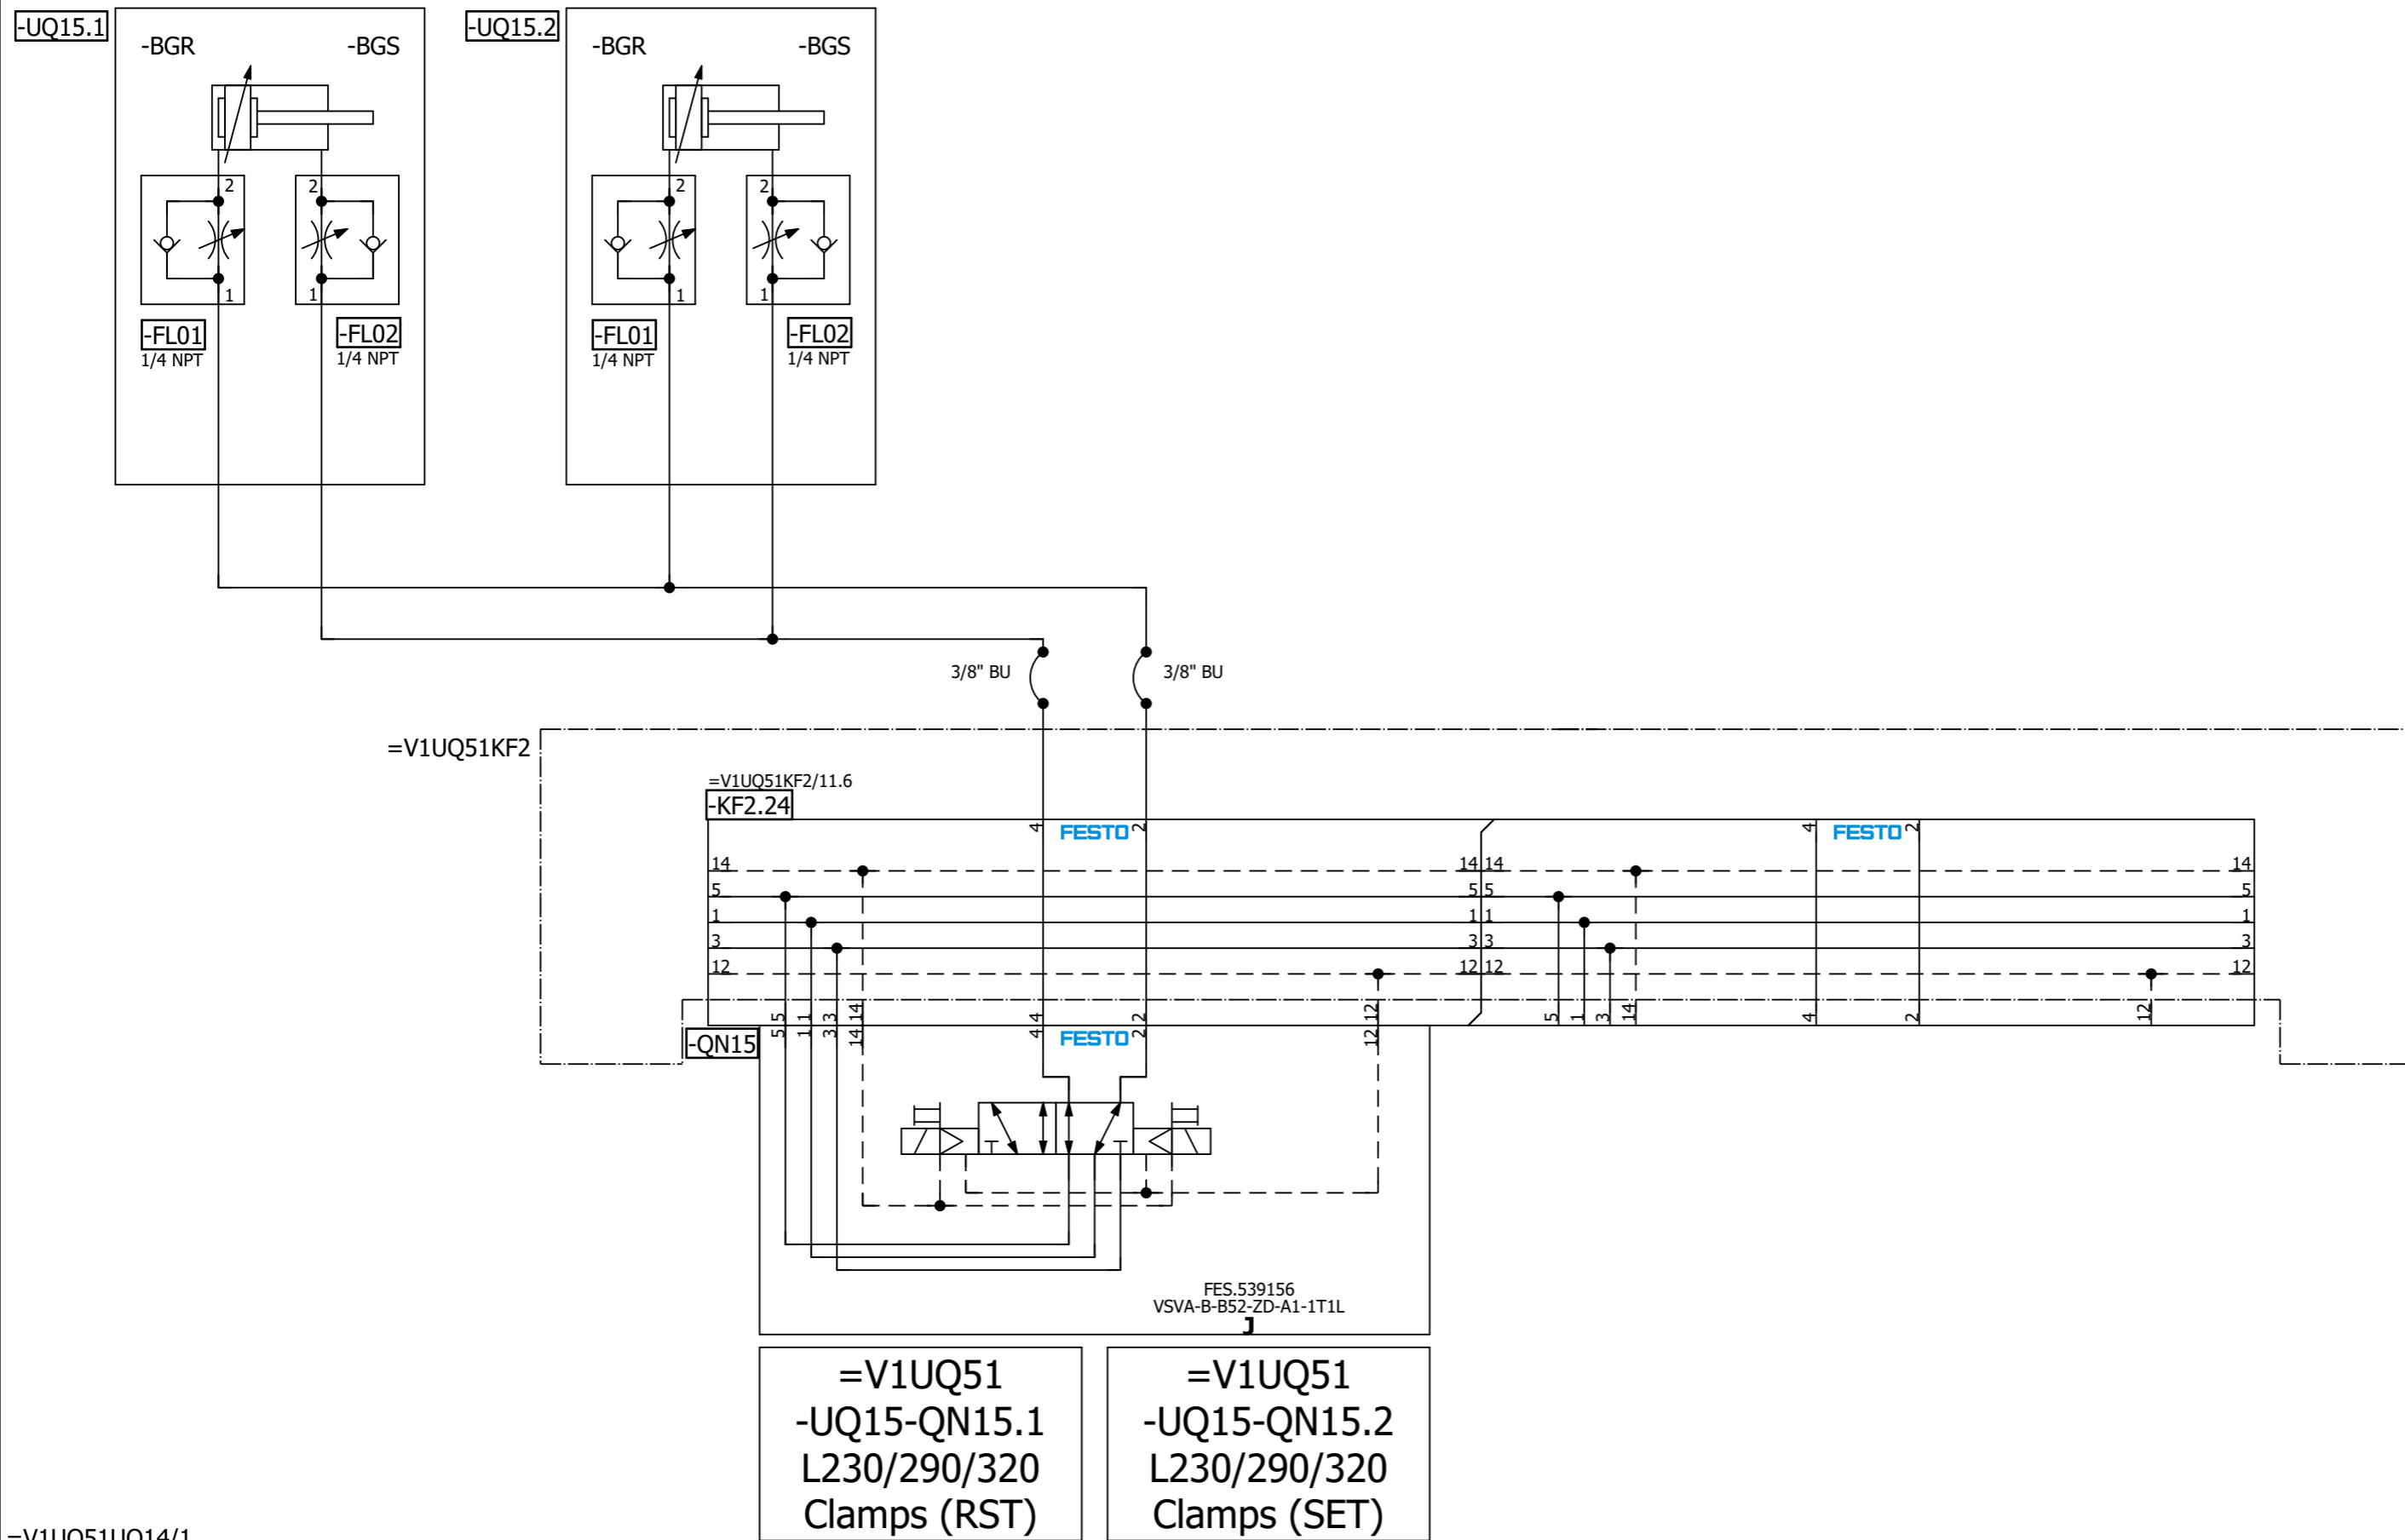 -UQ15.1
-BGR
-BGS
2
2
1
1
-FL01
1/4 NPT
-FL02
1/4 NPT
-UQ15.2
-BGR
-BGS
2
2
1
1
-FL01
1/4 NPT
-FL02
1/4 NPT
3/8" BU
3/8" BU
=V1UQ51KF2
=V1UQ51KF2/11.6
-KF2.24
4
FESTO
2
4
FESTO
2
14
14
14
14
5
5
5
5
1
1
1
1
3
3
3
3
12
12
12
12
5
1
3
14
4
2
12
5
1
3
14
4
2
12
-QN15
5
1
3
14
4
FESTO
2
12
FES.539156
VSVA-B-B52-ZD-A1-1T1L
J
=V1UQ51
-UQ15-QN15.1
L230/290/320
Clamps (RST)
=V1UQ51
-UQ15-QN15.2
L230/290/320
Clamps (SET)
=V1UQ51UQ14/1